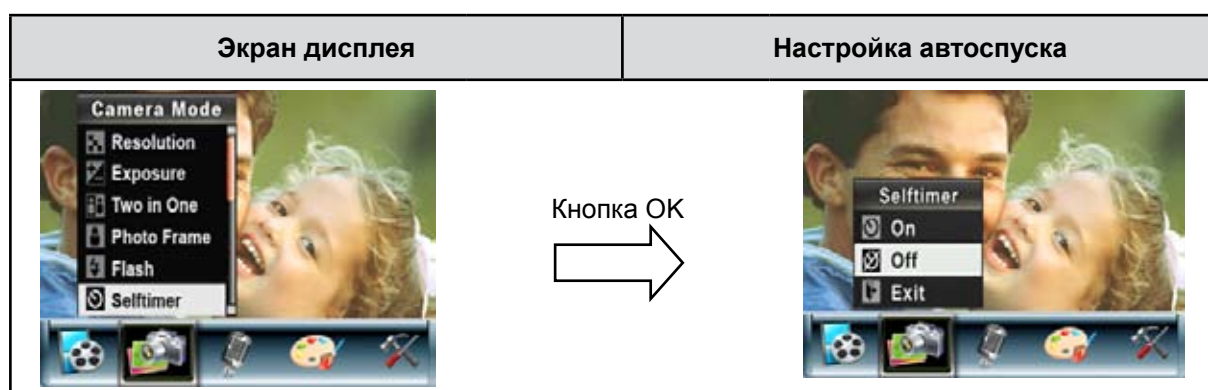 Экран дисплея
Настройка автоспуска
Camera Mode
Resolution
Exposure
Two in One
Photo Frame
Flash
Selftimer
Кнопка OK
Selftimer
On
Off
Exit